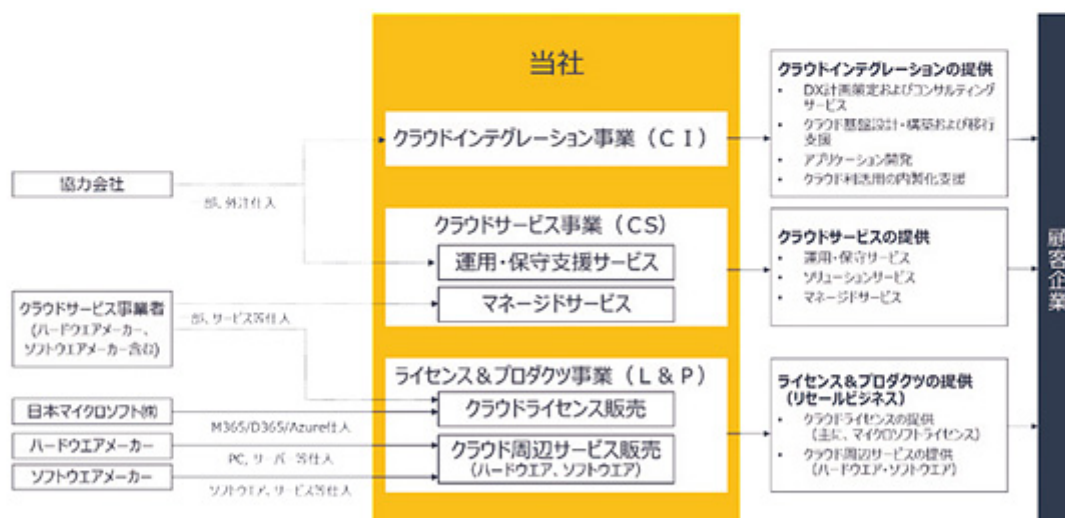 当社
協力会社
部、外注仕入
クラウドサービス事業者
(ハードウエアメーカー、
ソフトウエアメーカー含む)
部、サービス等仕入
日本マイクロソフト㈱
M365/D365/Azure仕入
ハードウエアメーカー
PC、サーバー等仕入
ソフトウエアメーカー
ソフトウェア、サービス等仕入
クラウドインテグレーション事業（ＣＩ）
クラウドサービス事業（CS）
運用・保守支援サービス
マネージドサービス
ライセンス＆プロダクツ事業（Ｌ＆Ｐ）
クラウドライセンス販売
クラウド周辺サービス販売
（ハードウエア、ソフトウエア）
クラウドインテグレーションの提供
• DX計画策定およびコンサルティング
サービス
• クラウド基盤設計・構築および移行
支援
• アプリケーション開発
• クラウド利活用の内製化支援
クラウドサービスの提供
• 運用・保守サービス
• ソリューションサービス
• マネージドサービス
ライセンス＆プロダクツの提供
（リセールビジネス）
• クラウドライセンスの提供
（主に、マイクロソフトライセンス）
• クラウド周辺サービスの提供
（ハードウエア・ソフトウエア）
顧客企業